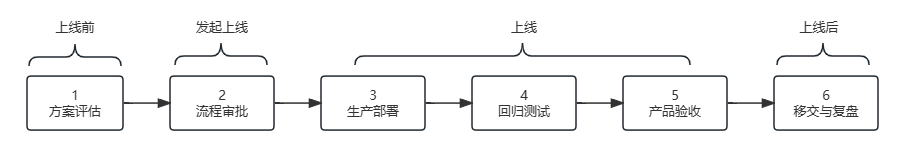 上线前
发起上线
上线
上线后
1
方案评估
2
流程审批
3
生产部署
4
回归测试
5
产品验收
6
移交与复盘